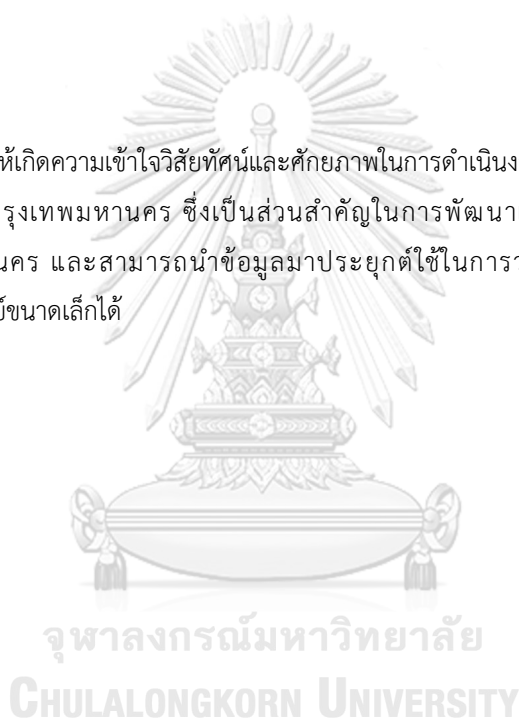 ห้เกิดความเข้าใจวิสัยทัศน์และศักยภาพในการดำเนินง
รุงเทพมหานคร ซึ่งเป็นส่วนสำคัญในการพัฒนา
นคร และสามารถนำข้อมูลมาประยุกต์ใช้ในการว
ย์ขนาดเล็กได้
จุฬาลงกรณ์มหาวิทยาลัย
CHULALONGKORN UNIVERSITY